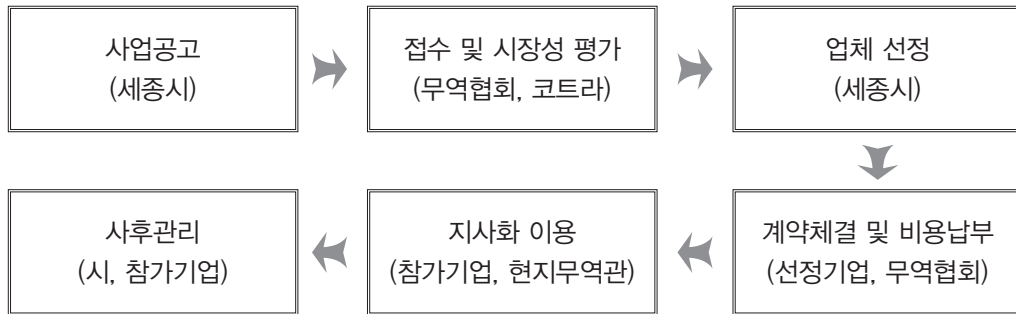 사업공고
(세종시)
접수 및 시장성 평가
(무역협회, 코트라)
업체 선정
(세종시)
계약체결 및 비용납부
(선정기업, 무역협회)
지사화 이용
(참가기업, 현지무역관)
사후관리
(시, 참가기업)